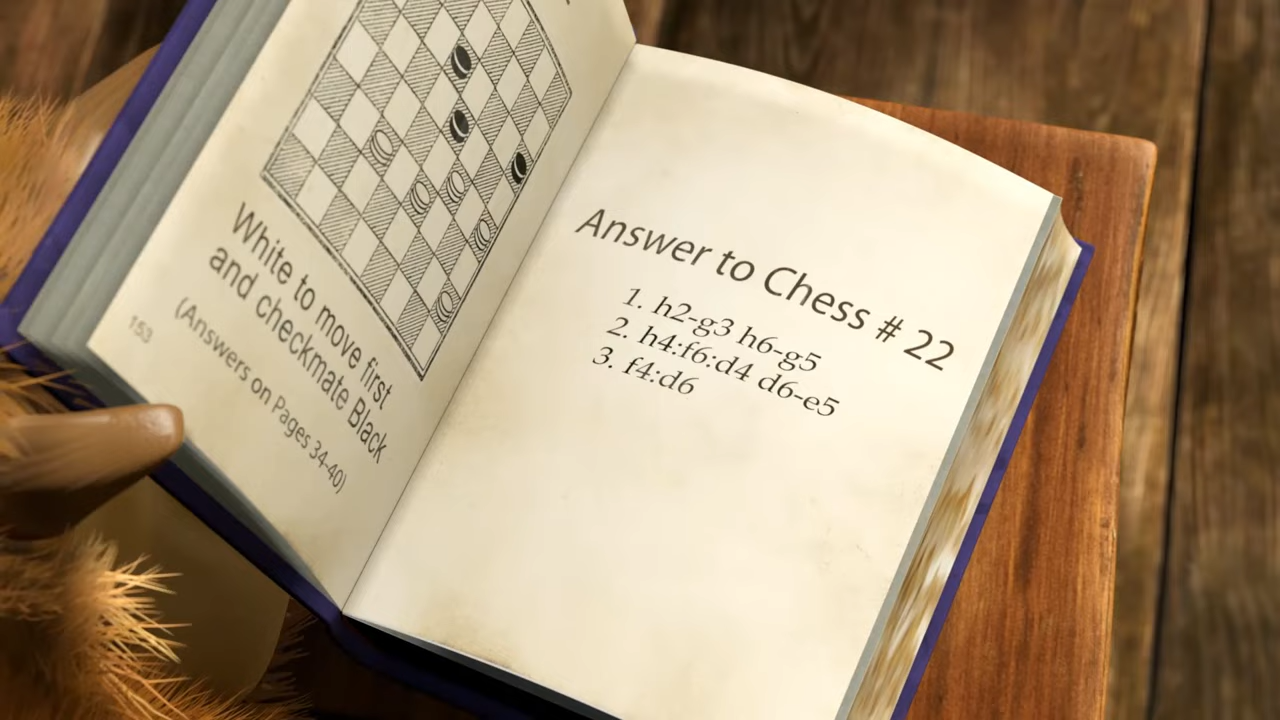 White to move first
and checkmate Black
(Answers on Pages 34-40)
153
Answer to Chess # 22
1. h2-g3 h6-g5
2. h4:f6:d4 d6-e5
3. f4:d6